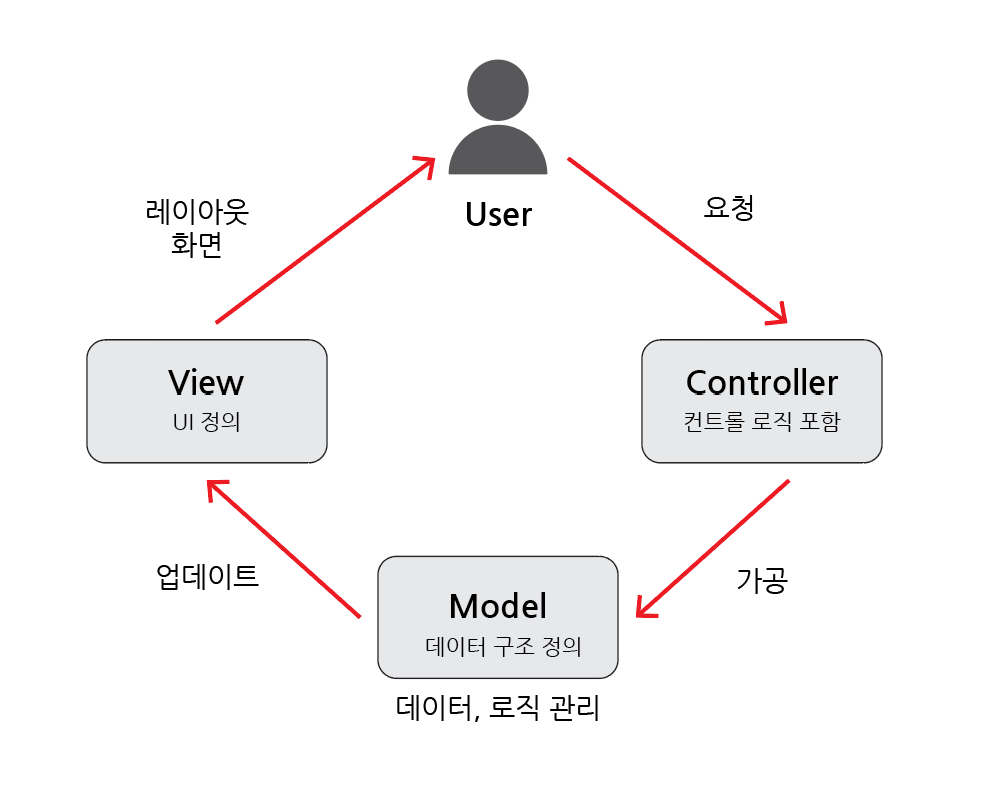 User
레이아웃
화면
요청
View
UI 정의
Controller
컨트롤 로직 포함
업데이트
가공
Model
데이터 구조 정의
데이터, 로직 관리